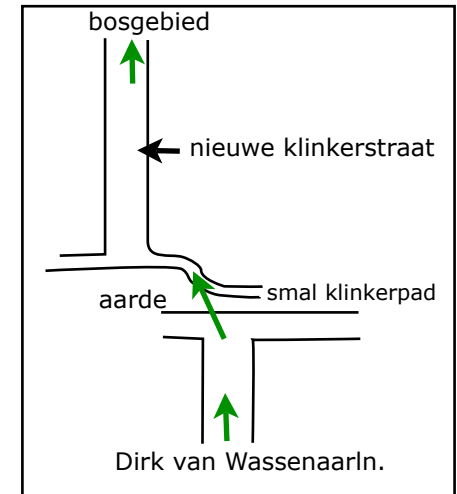 bosgebied
nieuwe klinkerstraat
smal klinkerpad
aarde
Dirk van Wassenaarln.